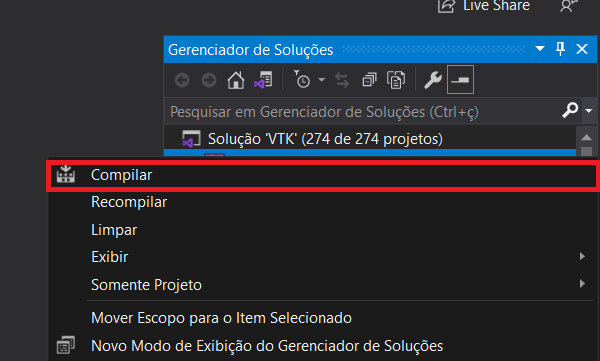 Live Share
Gerenciador de Soluções
Pesquisar em Gerenciador de Soluções (Ctrl+ç)
Solução 'VTK' (274 de 274 projetos)
Compilar
Recompilar
Limpar
Exibir
Somente Projeto
Mover Escopo para o Item Selecionado
Novo Modo de Exibição do Gerenciador de Soluções